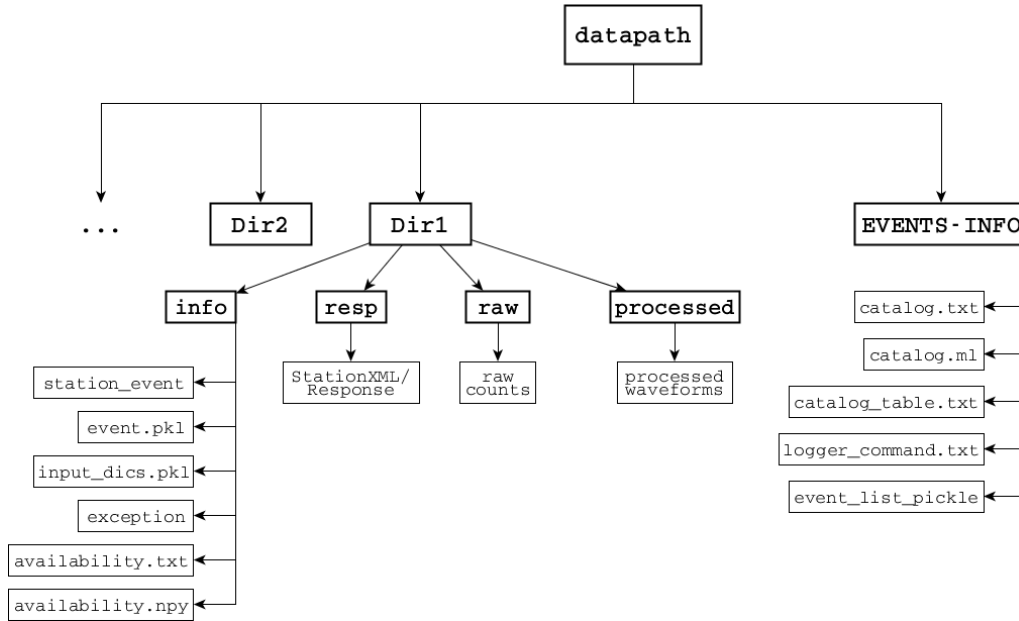 datapath
...
Dir2
Dir1
EVENTS-INFO
info
resp
raw
processed
catalog.txt
StationXML/
Response
raw
counts
processed
waveforms
catalog.ml
station_event
catalog_table.txt
event.pkl
logger_command.txt
input_dics.pkl
event_list_pickle
exception
availability.txt
availability.npy